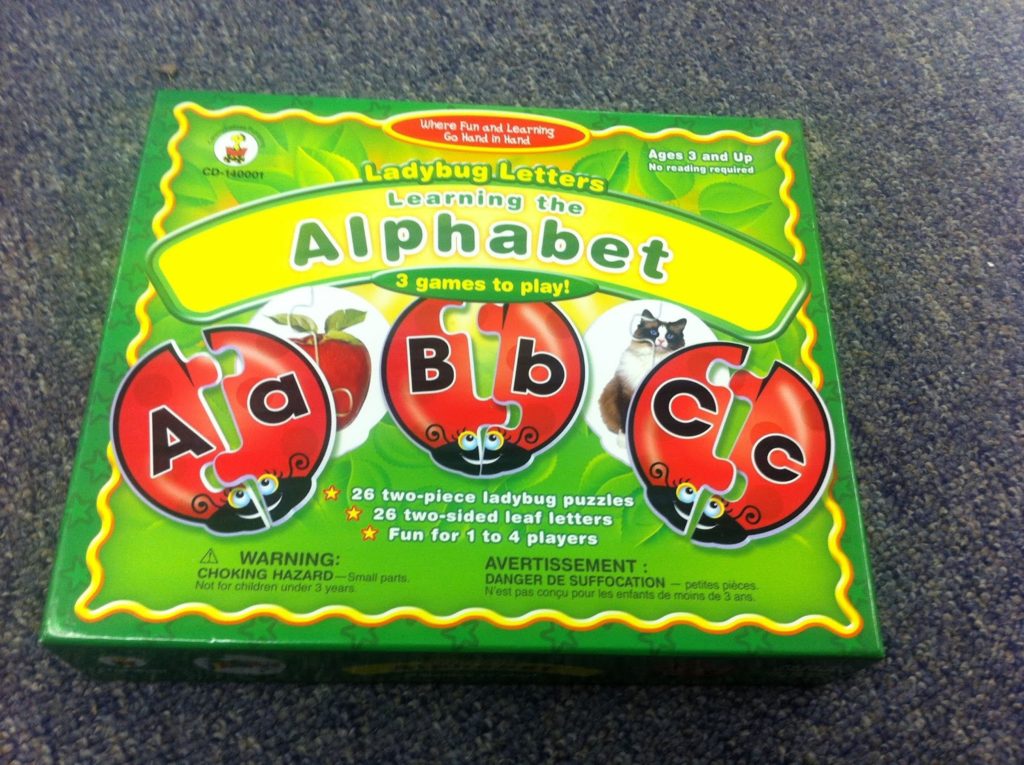 Where Fun and Learning
Go Hand in Hand
CD-140001
Ages 3 and Up
No reading required
Ladybug Letters
Learning the
Alphabet
3 games to play!
A a
B b
C c
26 two-piece ladybug puzzles
26 two-sided leaf letters
Fun for 1 to 4 players
WARNING:
CHOKING HAZARD—Small parts.
Not for children under 3 years.
AVERTISSEMENT :
DANGER DE SUFFOCATION — petites pièces.
N'est pas conçu pour les enfants de moins de 3 ans.